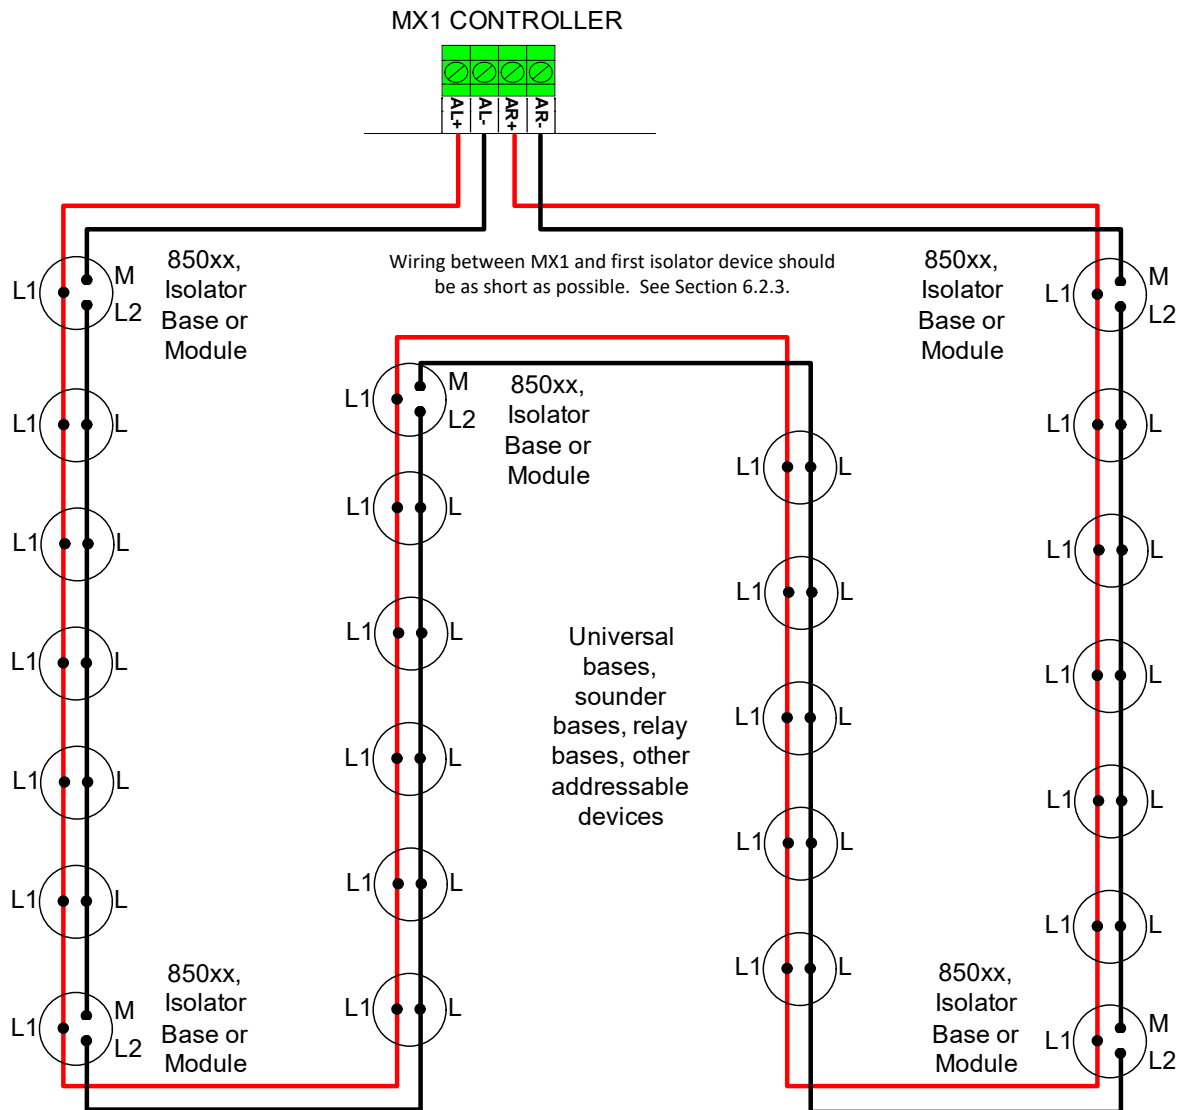 MX1 CONTROLLER
AL+
AL-
AR+
AR-
Wiring between MX1 and first isolator device should
be as short as possible.  See Section 6.2.3.
L1
M
L2
850xx,
Isolator
Base or
Module
L1 L
L1 L
L1 L
L1 L
L1 L
L1
M
L2
850xx,
Isolator
Base or
Module
L1
M
L2
850xx,
Isolator
Base or
Module
L1 L
L1 L
L1 L
L1 L
L1 L
Universal
bases,
sounder
bases, relay
bases, other
addressable
devices
L1 L
L1 L
L1 L
L1 L
L1 L
850xx,
Isolator
Base or
Module
L1
M
L2
L1 L
L1 L
L1 L
L1 L
L1 L
850xx,
Isolator
Base or
Module
L1
M
L2